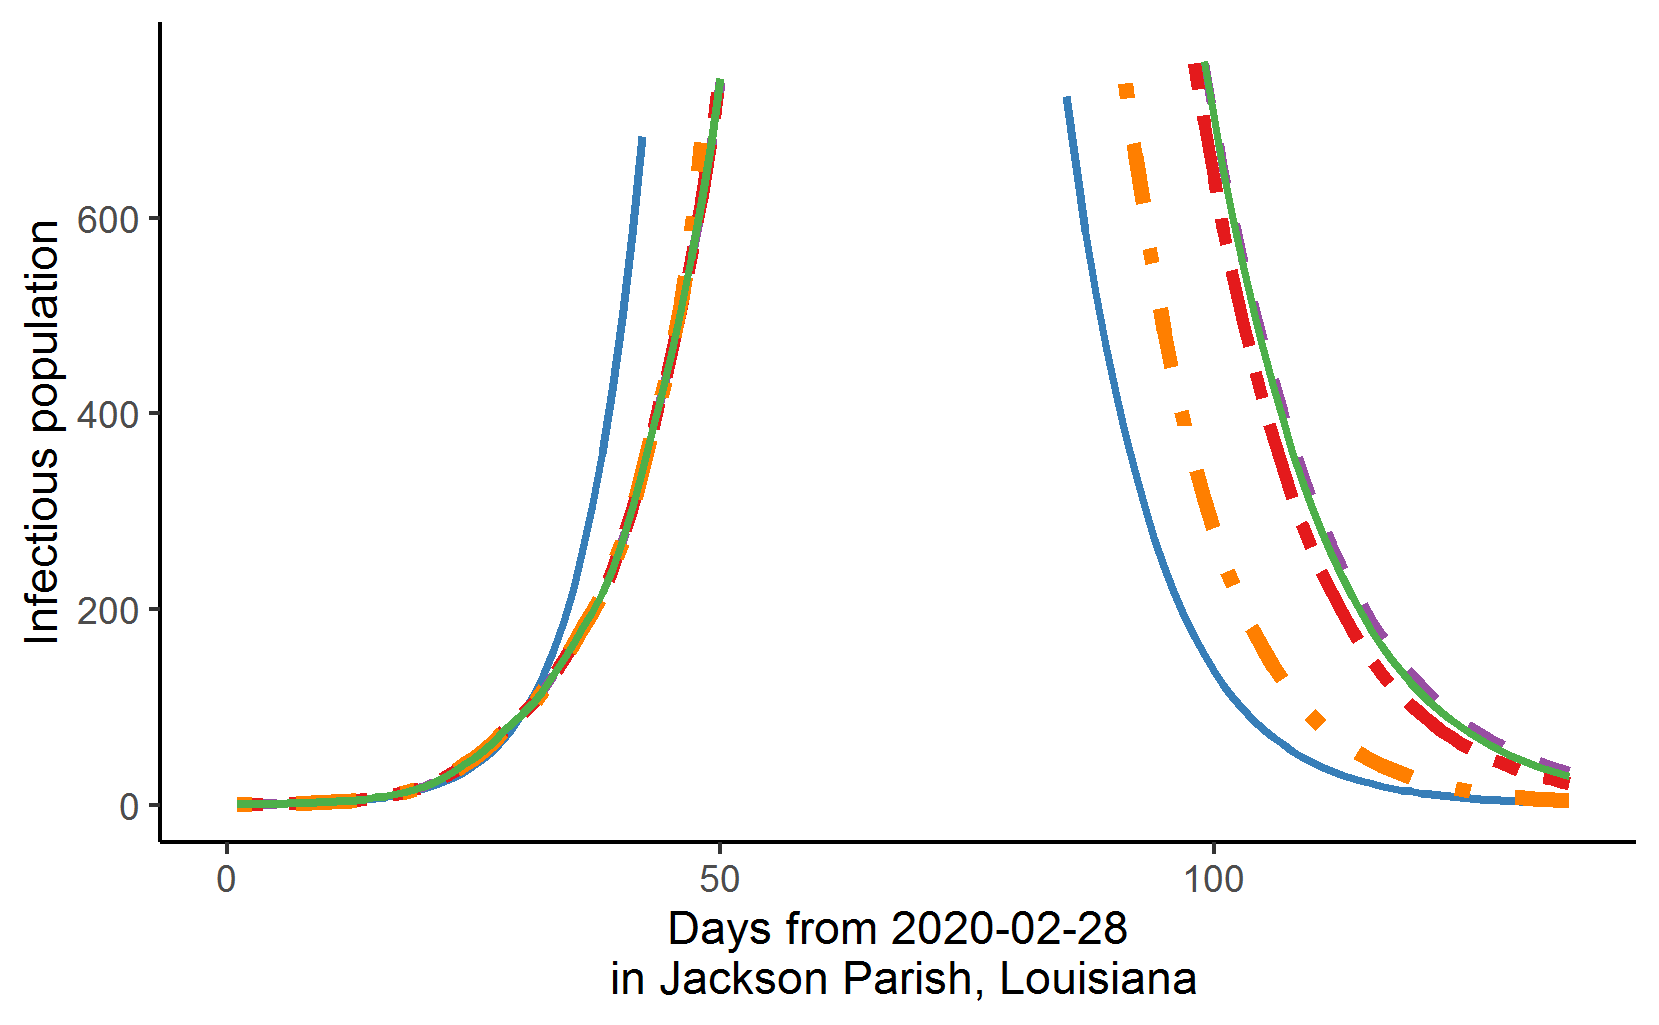 Infectious population
600
400
200
0
0 50 100
Days from 2020-02-28
in Jackson Parish, Louisiana